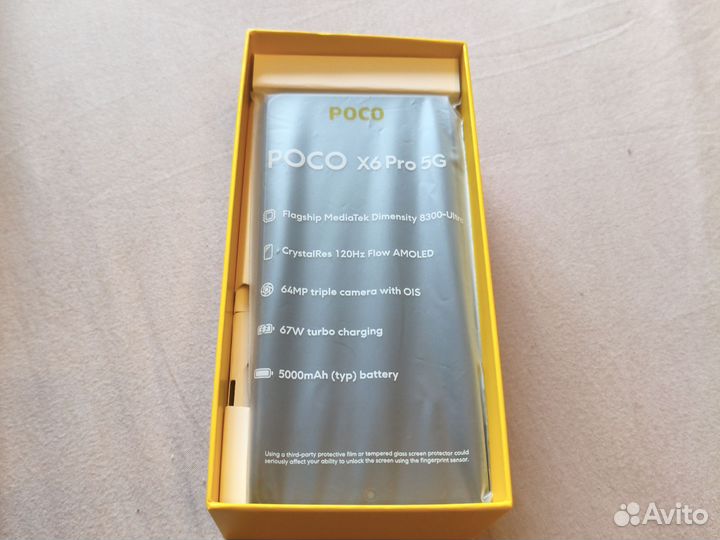 POCO
POCO X6 Pro 5G
Flagship MediaTek Dimensity 8300-Ultra
CrystalRes 120Hz Flow AMOLED
64MP triple camera with OIS
67W turbo charging
5000mAh (typ) battery
Using a third-party protective film or tempered glass screen protector could
seriously affect your ability to unlock the screen using the fingerprint sensor.
Avito